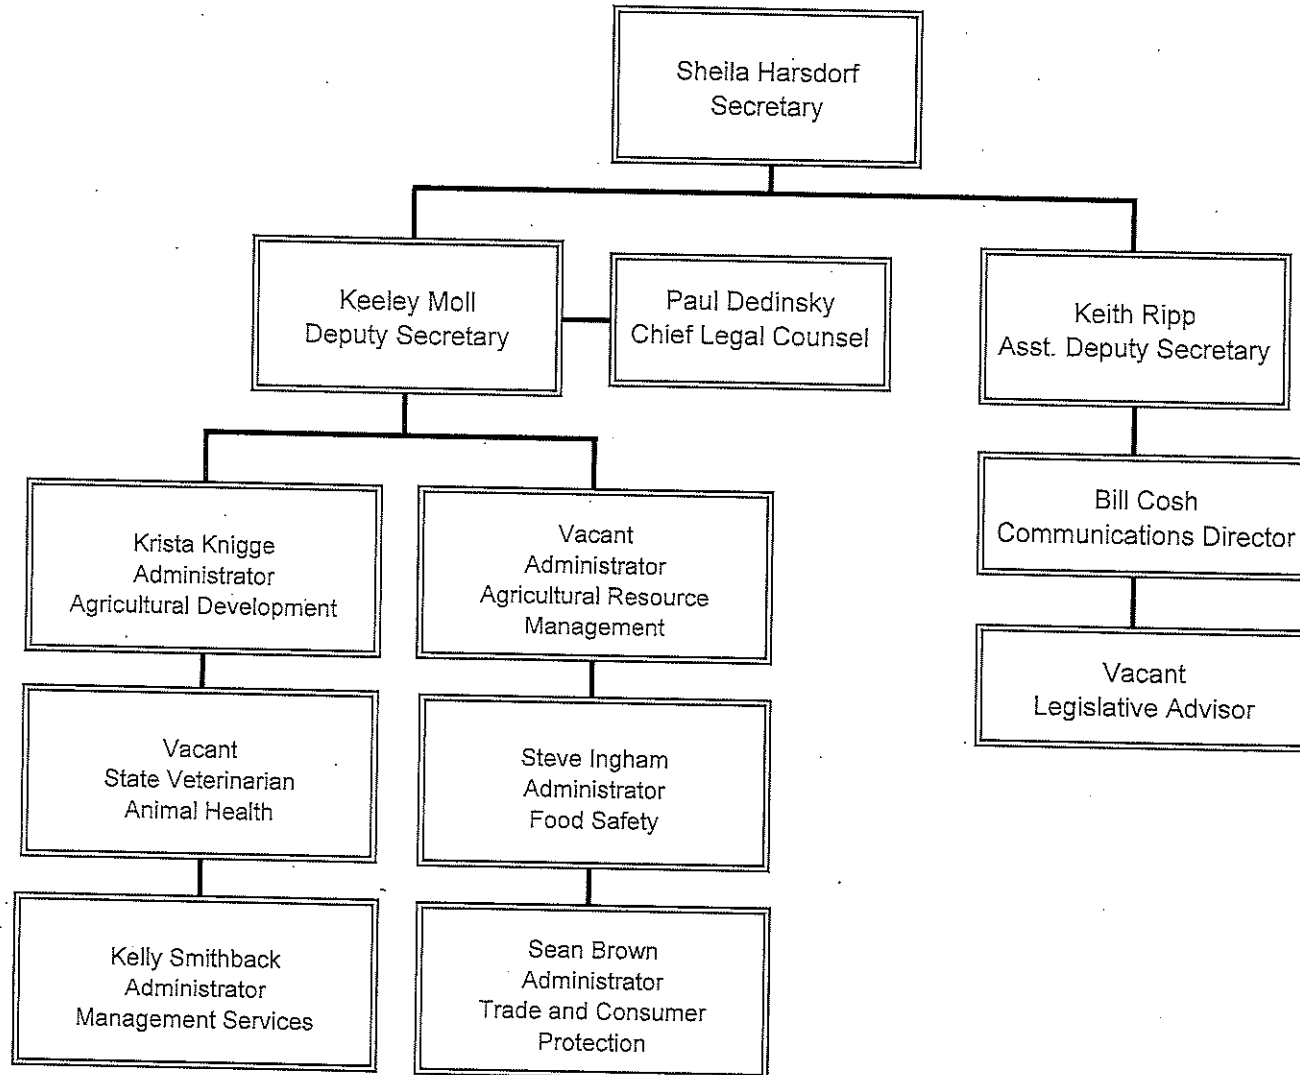 Sheila Harsdorf
Secretary
Keeley Moll
Deputy Secretary
Paul Dedinsky
Chief Legal Counsel
Keith Ripp
Asst. Deputy Secretary
Krista Knigge
Administrator
Agricultural Development
Vacant
Administrator
Agricultural Resource
Management
Bill Cosh
Communications Director
Vacant
State Veterinarian
Animal Health
Steve Ingham
Administrator
Food Safety
Vacant
Legislative Advisor
Kelly Smithback
Administrator
Management Services
Sean Brown
Administrator
Trade and Consumer
Protection